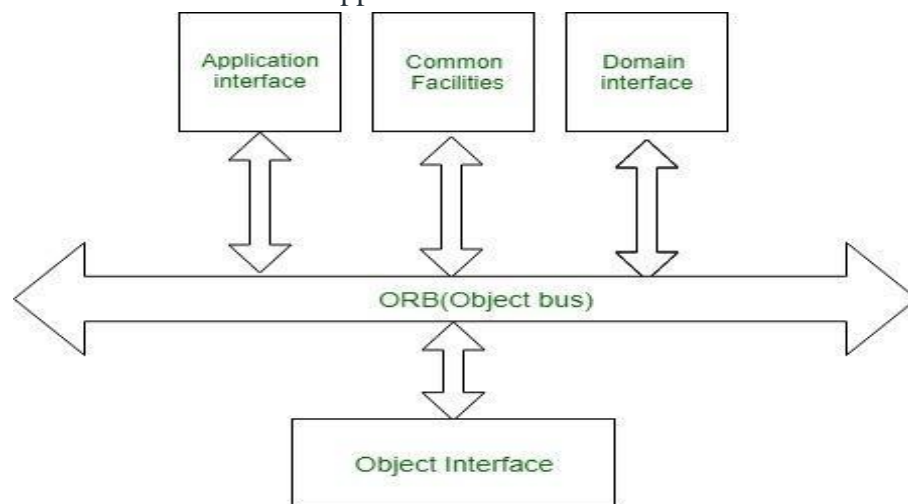 Application
interface
Common
Facilities
Domain
interface
ORB(Object bus)
Object Interface